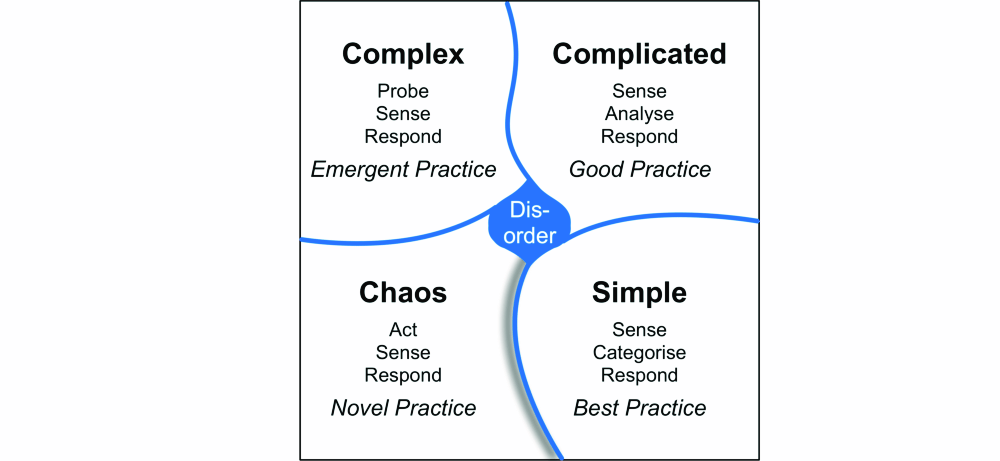 Complex
Probe
Sense
Respond
Emergent Practice
Complicated
Sense
Analyse
Respond
Good Practice
Dis-
order
Chaos
Act
Sense
Respond
Novel Practice
Simple
Sense
Categorise
Respond
Best Practice